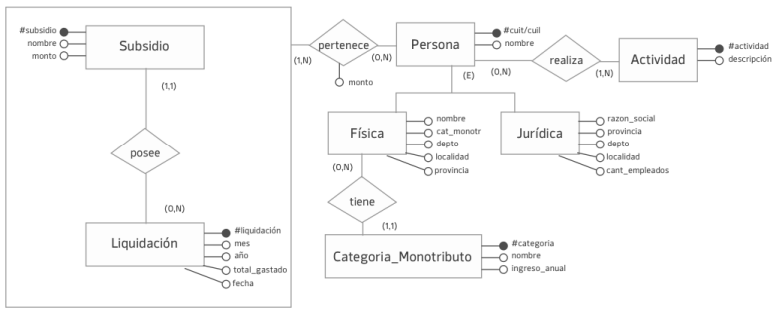 #subsidio
nombre
monto
Subsidio
(1,1)
posee
(0,N)
Liquidación
#liquidación
mes
año
total_gastado
fecha
(1,N)
pertenece
(0,N)
monto
Persona
#cuit/cuil
nombre
(E)
(0,N)
realiza
(1,N)
Actividad
#actividad
descripción
Física
nombre
cat_monotr
depto
localidad
provincia
Jurídica
razon_social
provincia
depto
localidad
cant_empleados
(0,N)
tiene
(1,1)
Categoria_Monotributo
#categoria
nombre
ingreso_anual